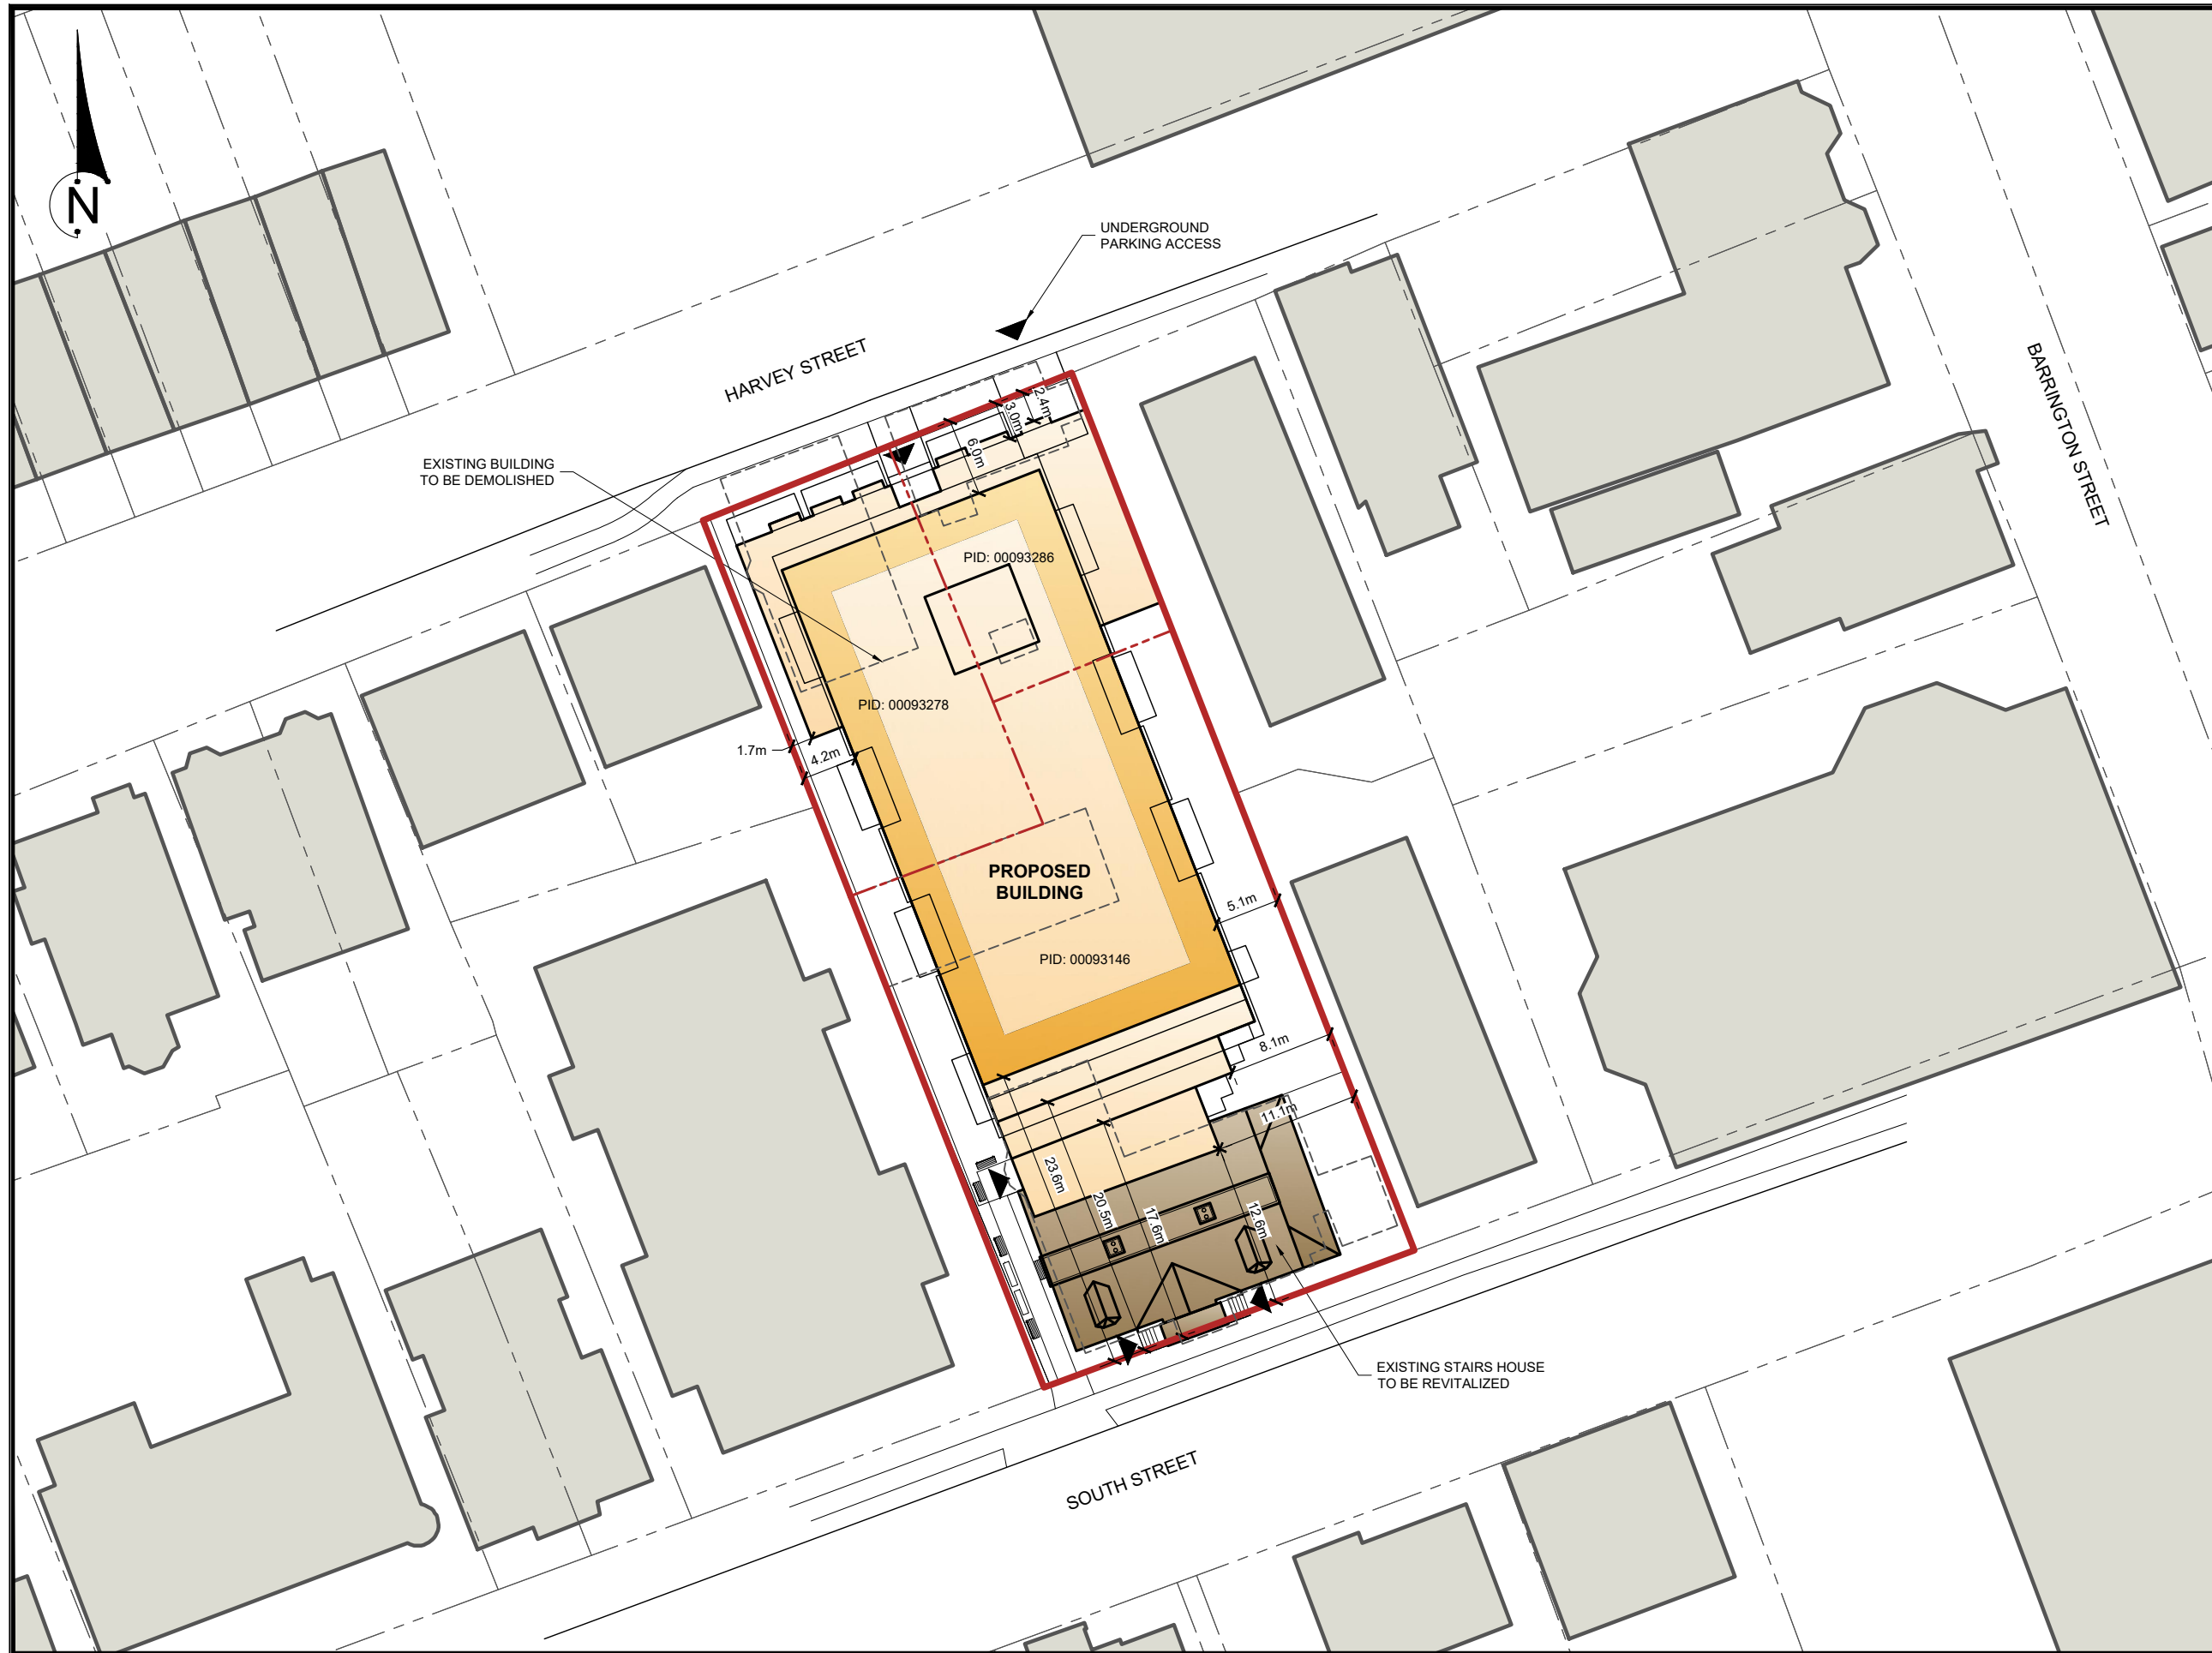 N
UNDERGROUND
PARKING ACCESS
HARVEY STREET
BARRINGTON STREET
2.4m
3.0m
6.0m
EXISTING BUILDING
TO BE DEMOLISHED
PID: 00093286
PID: 00093278
1.7m
4.2m
PROPOSED
BUILDING
5.1m
PID: 00093146
8.1m
11.1m
23.6m
20.5m
17.6m
12.6m
EXISTING STAIRS HOUSE
TO BE REVITALIZED
SOUTH STREET